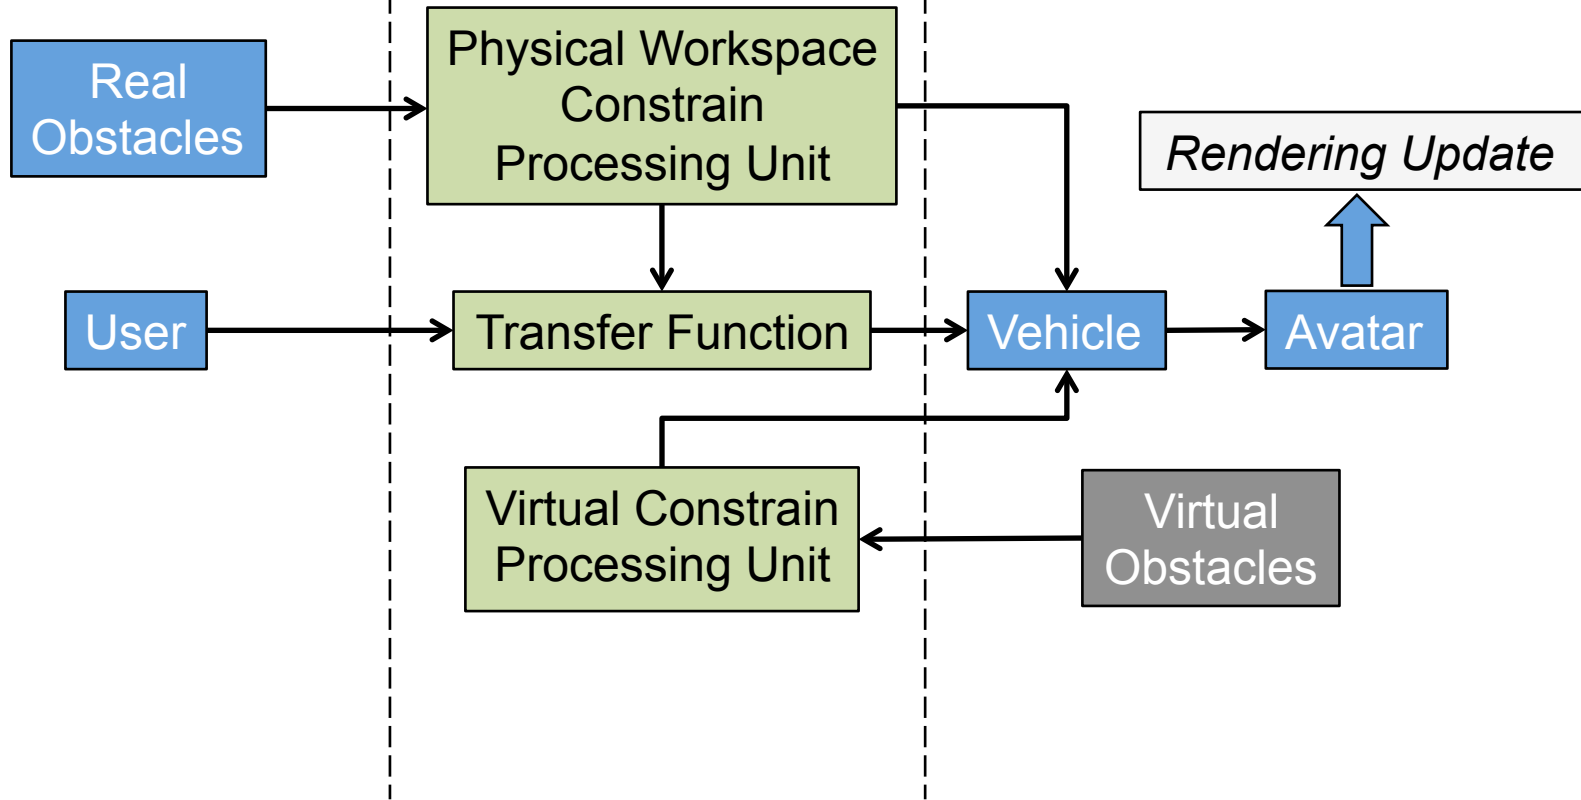 Real
Obstacles
Physical Workspace
Constrain
Processing Unit
Rendering Update
User
Transfer Function
Vehicle
Avatar
Virtual Constrain
Processing Unit
Virtual
Obstacles